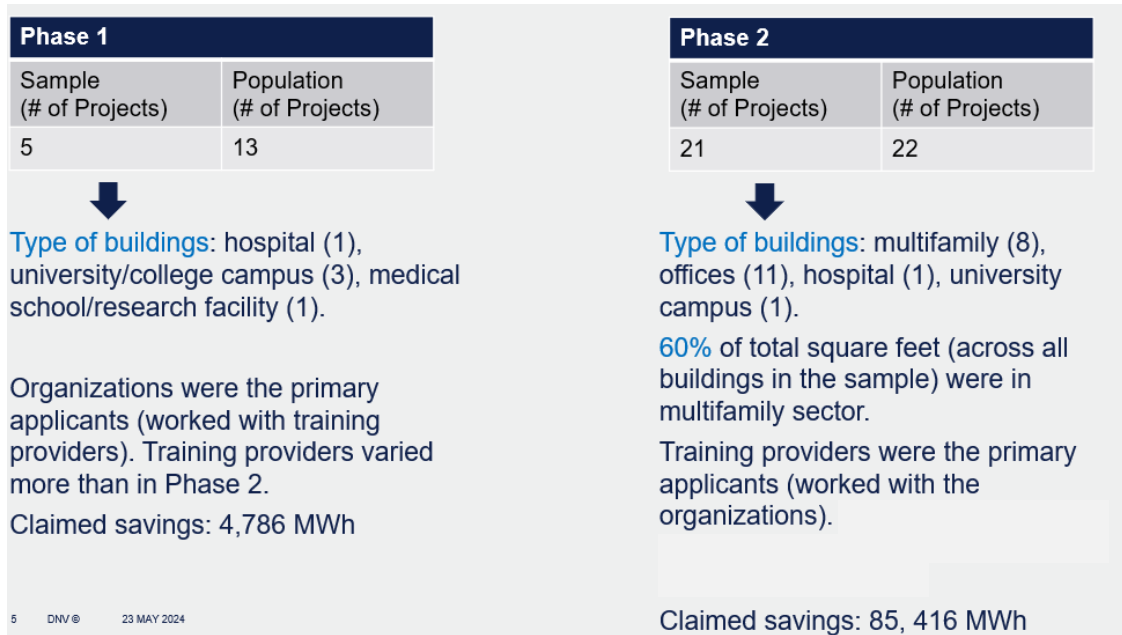 Phase 1
Sample
(# of Projects)
Population
(# of Projects)
5
13
Type of buildings: hospital (1),
university/college campus (3), medical
school/research facility (1).
Organizations were the primary
applicants (worked with training
providers). Training providers varied
more than in Phase 2.
Claimed savings: 4,786 MWh
Phase 2
Sample
(# of Projects)
Population
(# of Projects)
21
22
Type of buildings: multifamily (8),
offices (11), hospital (1), university
campus (1).
60% of total square feet (across all
buildings in the sample) were in
multifamily sector.
Training providers were the primary
applicants (worked with the
organizations).
Claimed savings: 85, 416 MWh
5 DNV © 23 MAY 2024